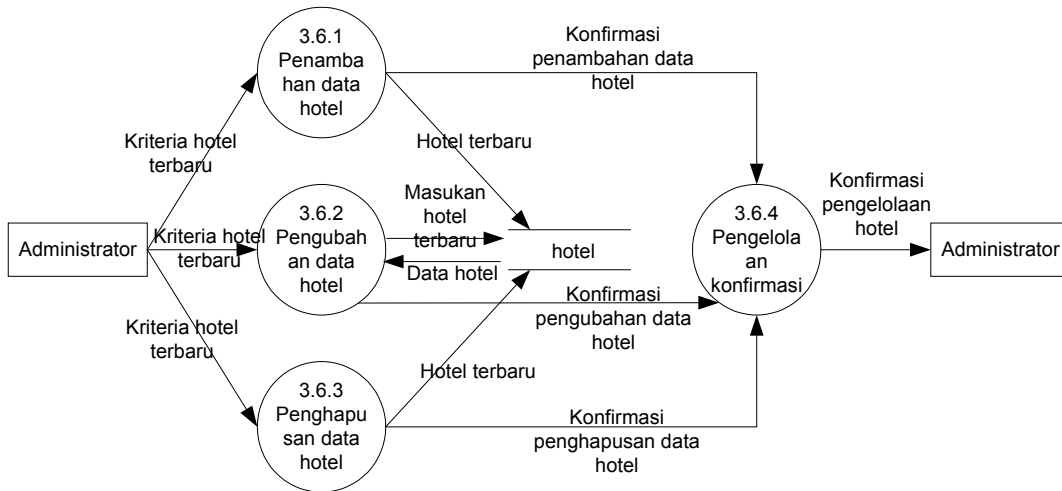 3.6.1
Penamba
han data
hotel
Konfirmasi
penambahan data
hotel
Kriteria hotel
terbaru
Hotel terbaru
Administrator
Kriteria hotel
terbaru
3.6.2
Pengubah
an data
hotel
Masukan
hotel
terbaru
Data hotel
hotel
3.6.4
Pengelola
an
konfirmasi
Konfirmasi
pengelolaan
hotel
Administrator
Konfirmasi
pengubahan data
hotel
Kriteria hotel
terbaru
3.6.3
Penghapu
san data
hotel
Hotel terbaru
Konfirmasi
penghapusan data
hotel